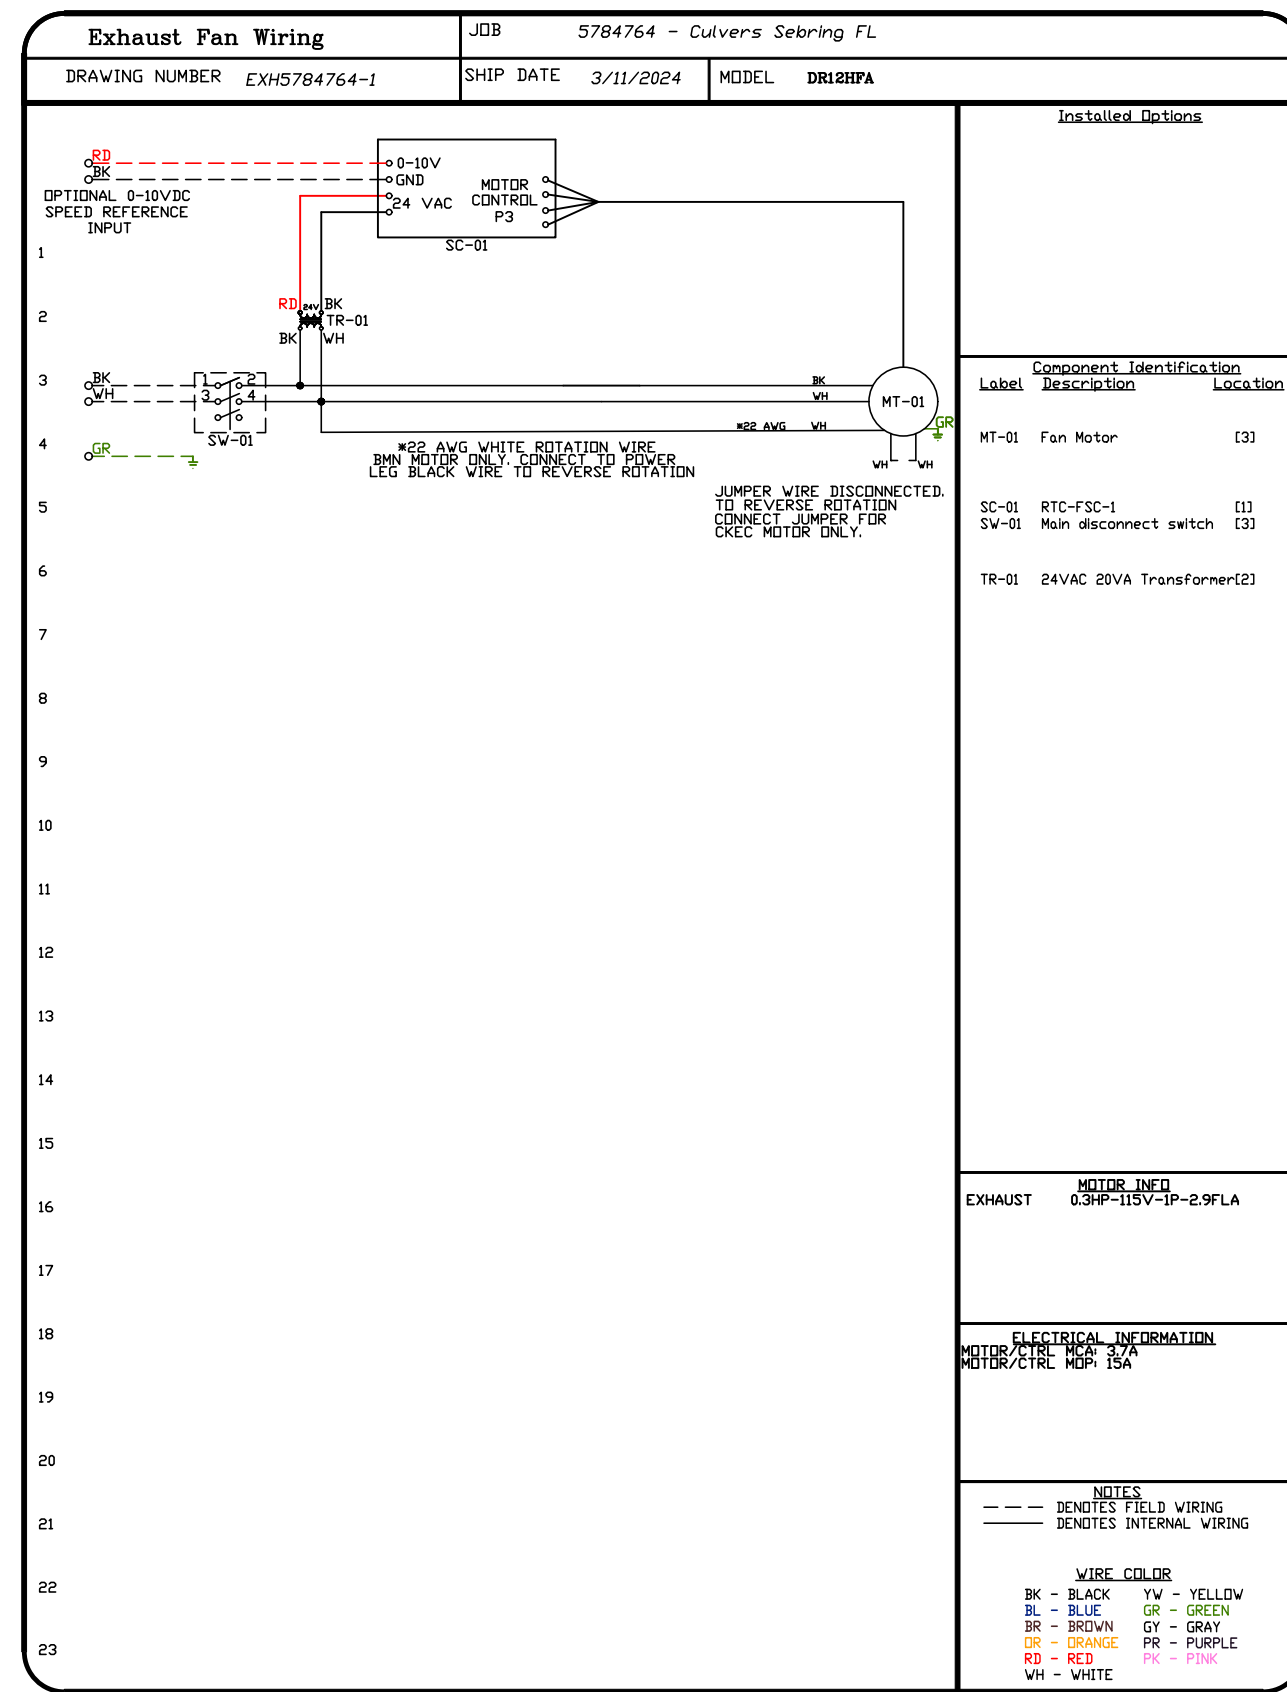 Exhaust Fan Wiring
JOB 5784764 - Culvers Sebring FL
DRAWING NUMBER EXH5784764-1
SHIP DATE 3/11/2024
MODEL DR12HFA
RD
BK
OPTIONAL 0-10VDC
SPEED REFERENCE
INPUT
0-10V
GND
24 VAC
MOTOR
CONTROL
P3
SC-01
1
2
RD 24V BK
TR-01
BK WH
3
BK
WH
1 2
3 4
SW-01
BK
WH
MT-01
*22 AWG WH
GR
4
GR
WH WH
*22 AWG WHITE ROTATION WIRE
BMN MOTOR ONLY. CONNECT TO POWER
LEG BLACK WIRE TO REVERSE ROTATION
JUMPER WIRE DISCONNECTED.
TO REVERSE ROTATION
CONNECT JUMPER FOR
CKEC MOTOR ONLY.
5
6
7
8
9
10
11
12
13
14
15
16
17
18
19
20
21
22
23
Installed Options
Component Identification
Label Description Location
MT-01 Fan Motor [3]
SC-01 RTC-FSC-1 [1]
SW-01 Main disconnect switch [3]
TR-01 24VAC 20VA Transformer[2]
MOTOR INFO
EXHAUST 0.3HP-115V-1P-2.9FLA
ELECTRICAL INFORMATION
MOTOR/CTRL MCA: 3.7A
MOTOR/CTRL MOP: 15A
NOTES
DENOTES FIELD WIRING
DENOTES INTERNAL WIRING
WIRE COLOR
BK - BLACK YW - YELLOW
BL - BLUE GR - GREEN
BR - BROWN GY - GRAY
OR - ORANGE PR - PURPLE
RD - RED PK - PINK
WH - WHITE